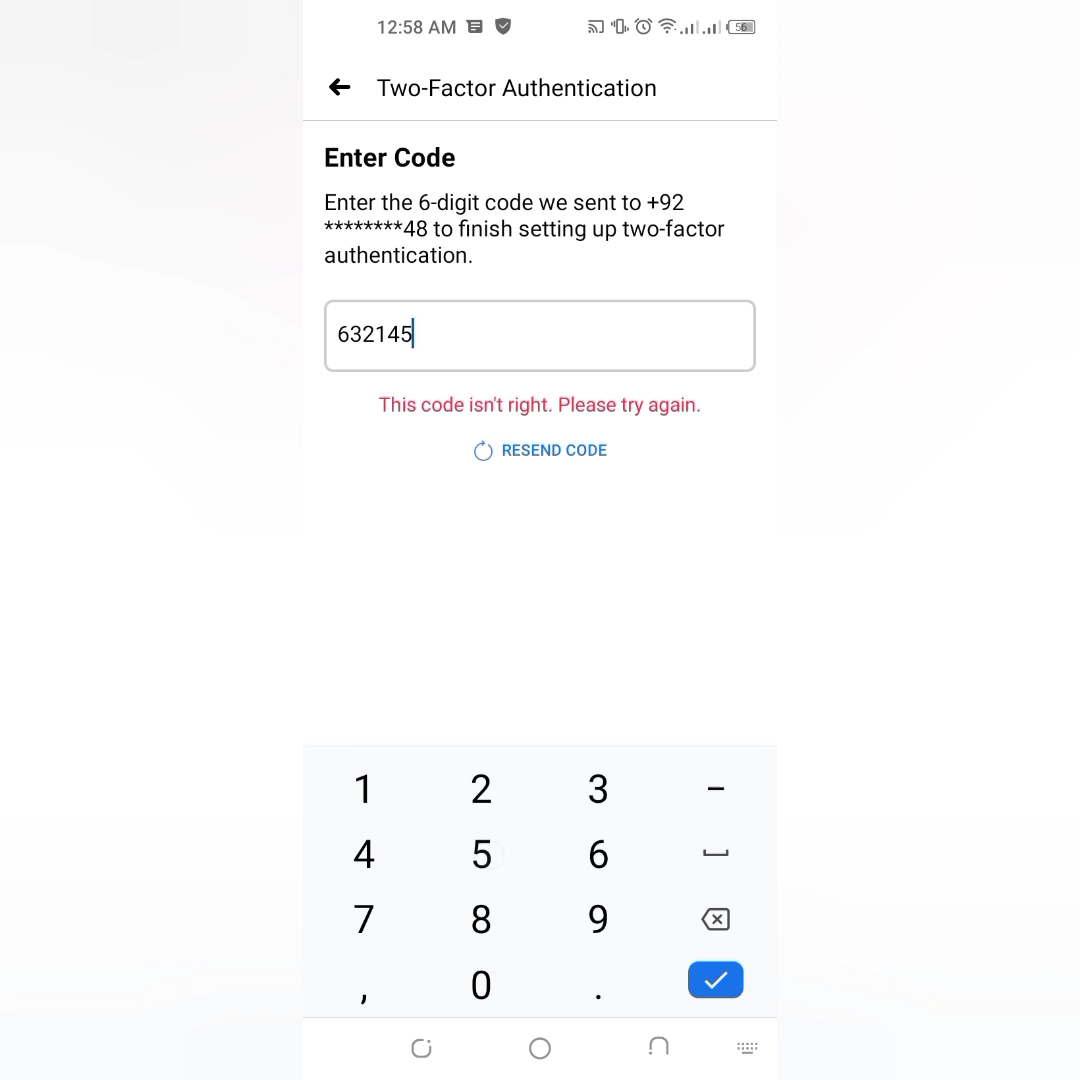 12:58 AM
56
Two-Factor Authentication
Enter Code
Enter the 6-digit code we sent to +92
********48 to finish setting up two-factor
authentication.
632145
This code isn't right. Please try again.
RESEND CODE
1 2 3 –
4 5 6
7 8 9
, 0 .